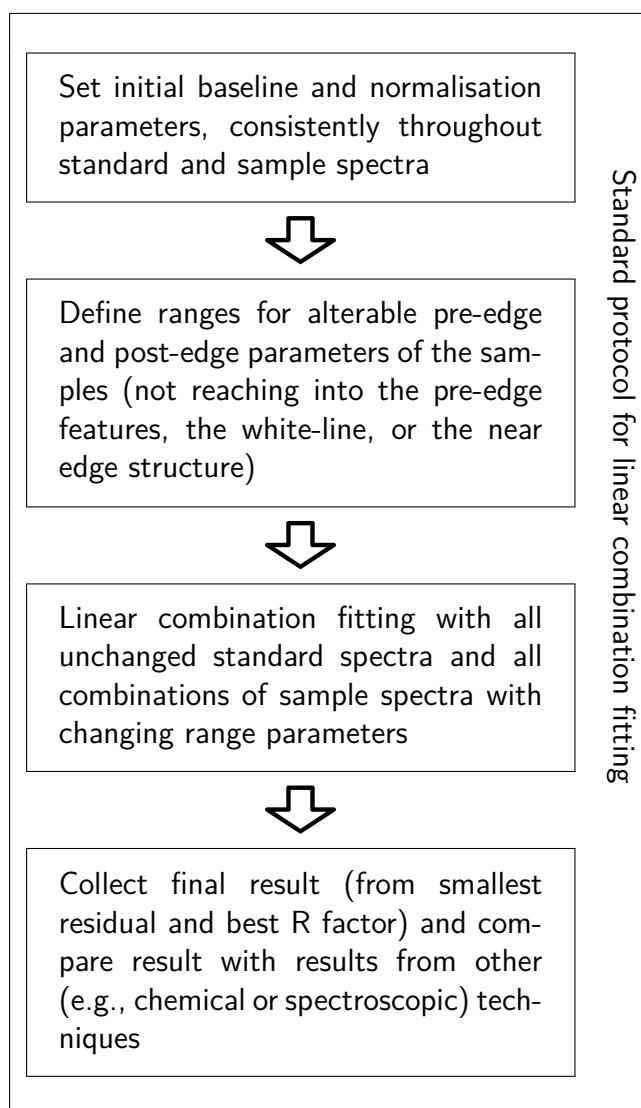 Set initial baseline and normalisation
parameters, consistently throughout
standard and sample spectra
Define ranges for alterable pre-edge
and post-edge parameters of the sam-
ples (not reaching into the pre-edge
features, the white-line, or the near
edge structure)
Linear combination fitting with all
unchanged standard spectra and all
combinations of sample spectra with
changing range parameters
Collect final result (from smallest
residual and best R factor) and com-
pare result with results from other
(e.g., chemical or spectroscopic) tech-
niques
Standard protocol for linear combination fitting